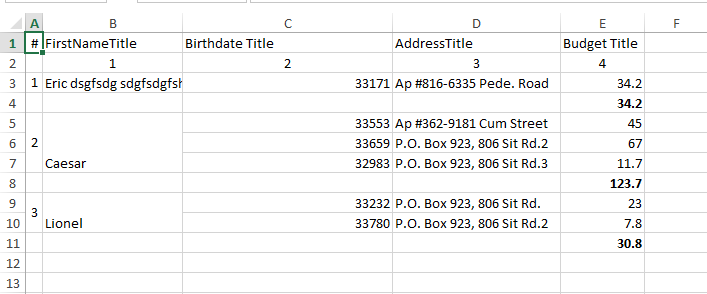 A B C D E F
1 # FirstNameTitle Birthdate Title AddressTitle Budget Title
2 1 2 3 4
3 1 Eric dsgfsdg sdgfsdgfsh 33171 Ap #816-6335 Pede. Road 34.2
4 34.2
5 33553 Ap #362-9181 Cum Street 45
6 2 33659 P.O. Box 923, 806 Sit Rd.2 67
7 Caesar 32983 P.O. Box 923, 806 Sit Rd.3 11.7
8 123.7
9 3 33232 P.O. Box 923, 806 Sit Rd. 23
10 Lionel 33780 P.O. Box 923, 806 Sit Rd.2 7.8
11 30.8
12
13